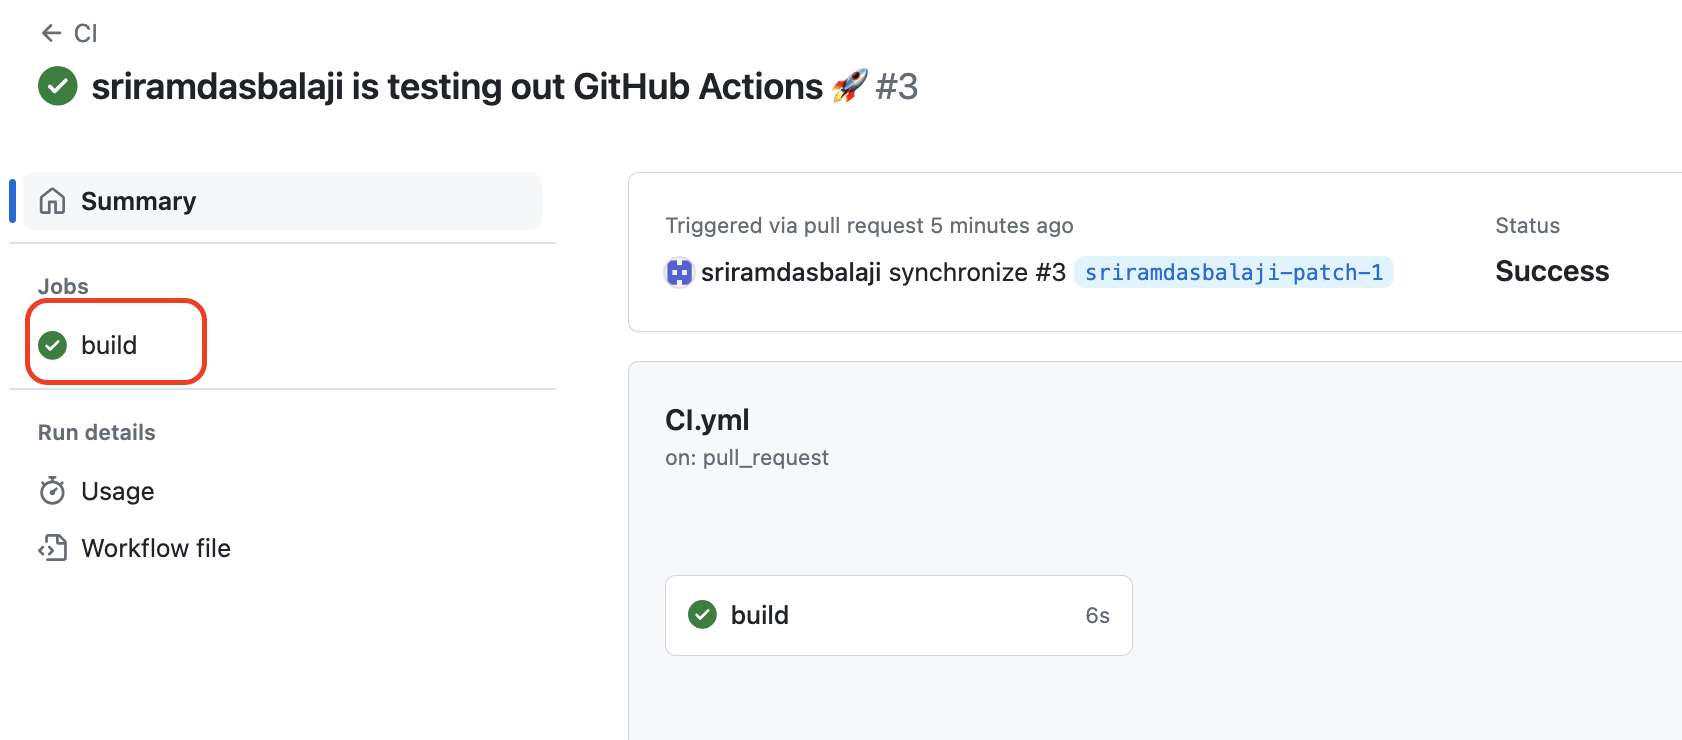 ← CI
sriramdasbalaji is testing out GitHub Actions 🚀 #3
Summary
Jobs
build
Run details
Usage
Workflow file
Triggered via pull request 5 minutes ago
sriramdasbalaji synchronize #3 sriramdasbalaji-patch-1
Status
Success
CI.yml
on: pull_request
build 6s